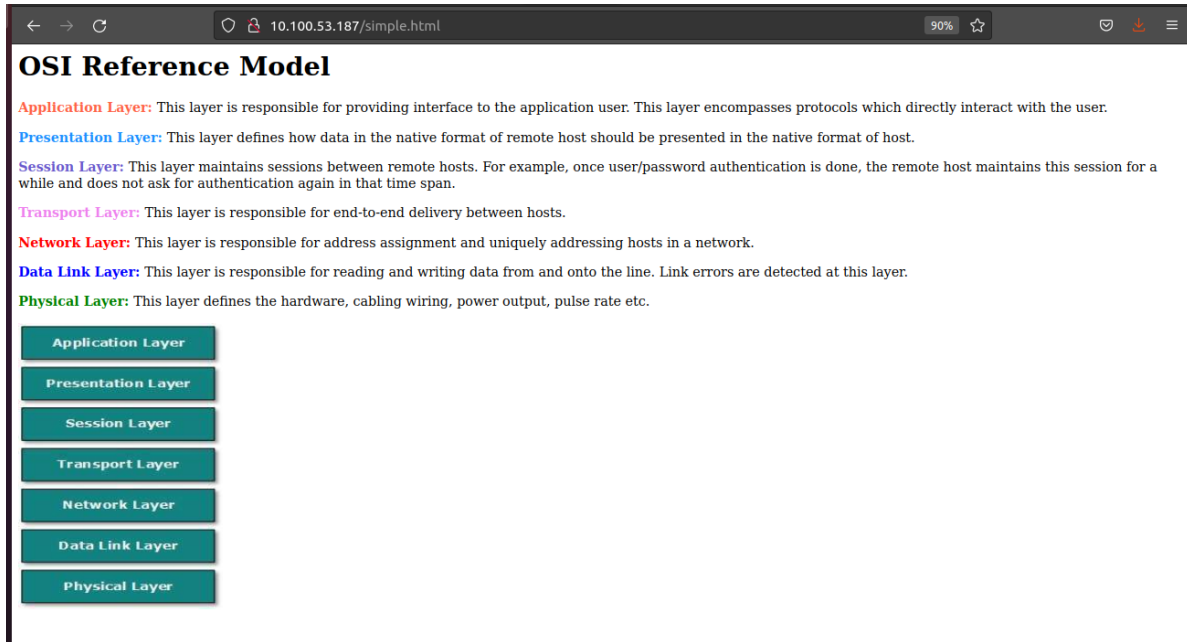 10.100.53.187/simple.html
90%
OSI Reference Model
Application Layer: This layer is responsible for providing interface to the application user. This layer encompasses protocols which directly interact with the user.
Presentation Layer: This layer defines how data in the native format of remote host should be presented in the native format of host.
Session Layer: This layer maintains sessions between remote hosts. For example, once user/password authentication is done, the remote host maintains this session for a
while and does not ask for authentication again in that time span.
Transport Layer: This layer is responsible for end-to-end delivery between hosts.
Network Layer: This layer is responsible for address assignment and uniquely addressing hosts in a network.
Data Link Layer: This layer is responsible for reading and writing data from and onto the line. Link errors are detected at this layer.
Physical Layer: This layer defines the hardware, cabling wiring, power output, pulse rate etc.
Application Layer
Presentation Layer
Session Layer
Transport Layer
Network Layer
Data Link Layer
Physical Layer